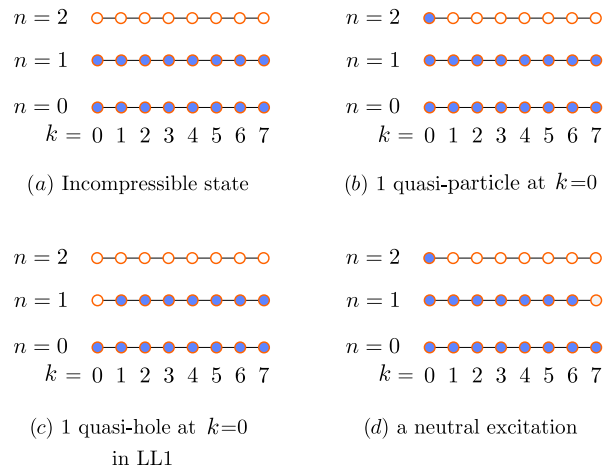 n = 2
n = 1
n = 0
k = 0 1 2 3 4 5 6 7
(a) Incompressible state
n = 2
n = 1
n = 0
k = 0 1 2 3 4 5 6 7
(b) 1 quasi-particle at k=0
n = 2
n = 1
n = 0
k = 0 1 2 3 4 5 6 7
(c) 1 quasi-hole at k=0
in LL1
n = 2
n = 1
n = 0
k = 0 1 2 3 4 5 6 7
(d) a neutral excitation